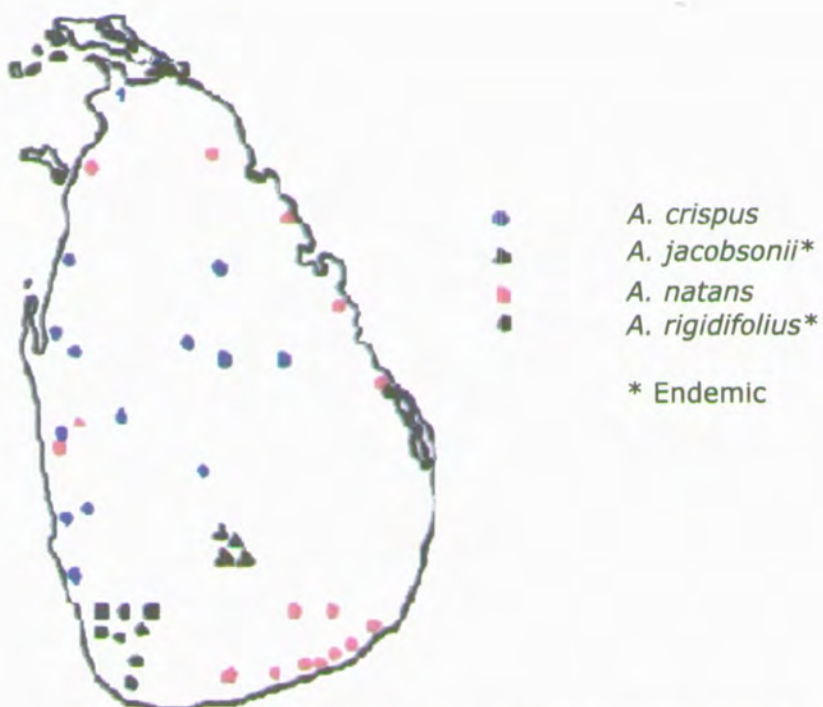 A. crispus
A. jacobsonii*
A. natans
A. rigidifolius*
* Endemic